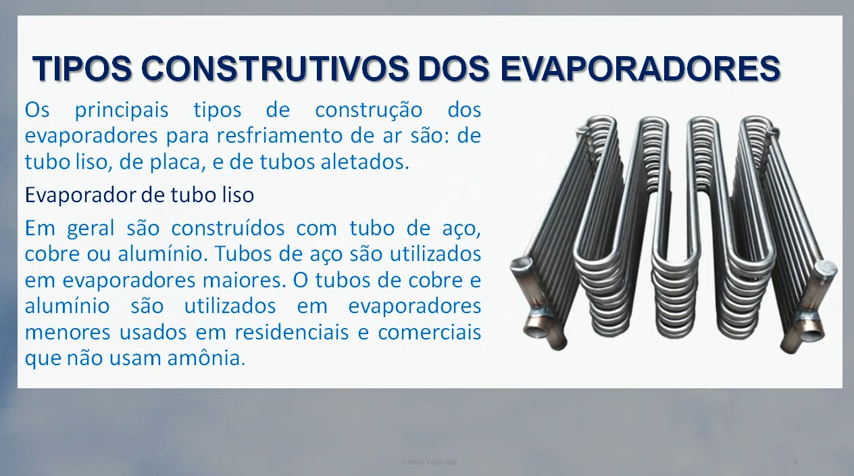 TIPOS CONSTRUTIVOS DOS EVAPORADORES
Os principais tipos de construção dos
evaporadores para resfriamento de ar são: de
tubo liso, de placa, e de tubos aletados.
Evaporador de tubo liso
Em geral são construídos com tubo de aço,
cobre ou alumínio. Tubos de aço são utilizados
em evaporadores maiores. O tubos de cobre e
alumínio são utilizados em evaporadores
menores usados em residenciais e comerciais
que não usam amônia.
5